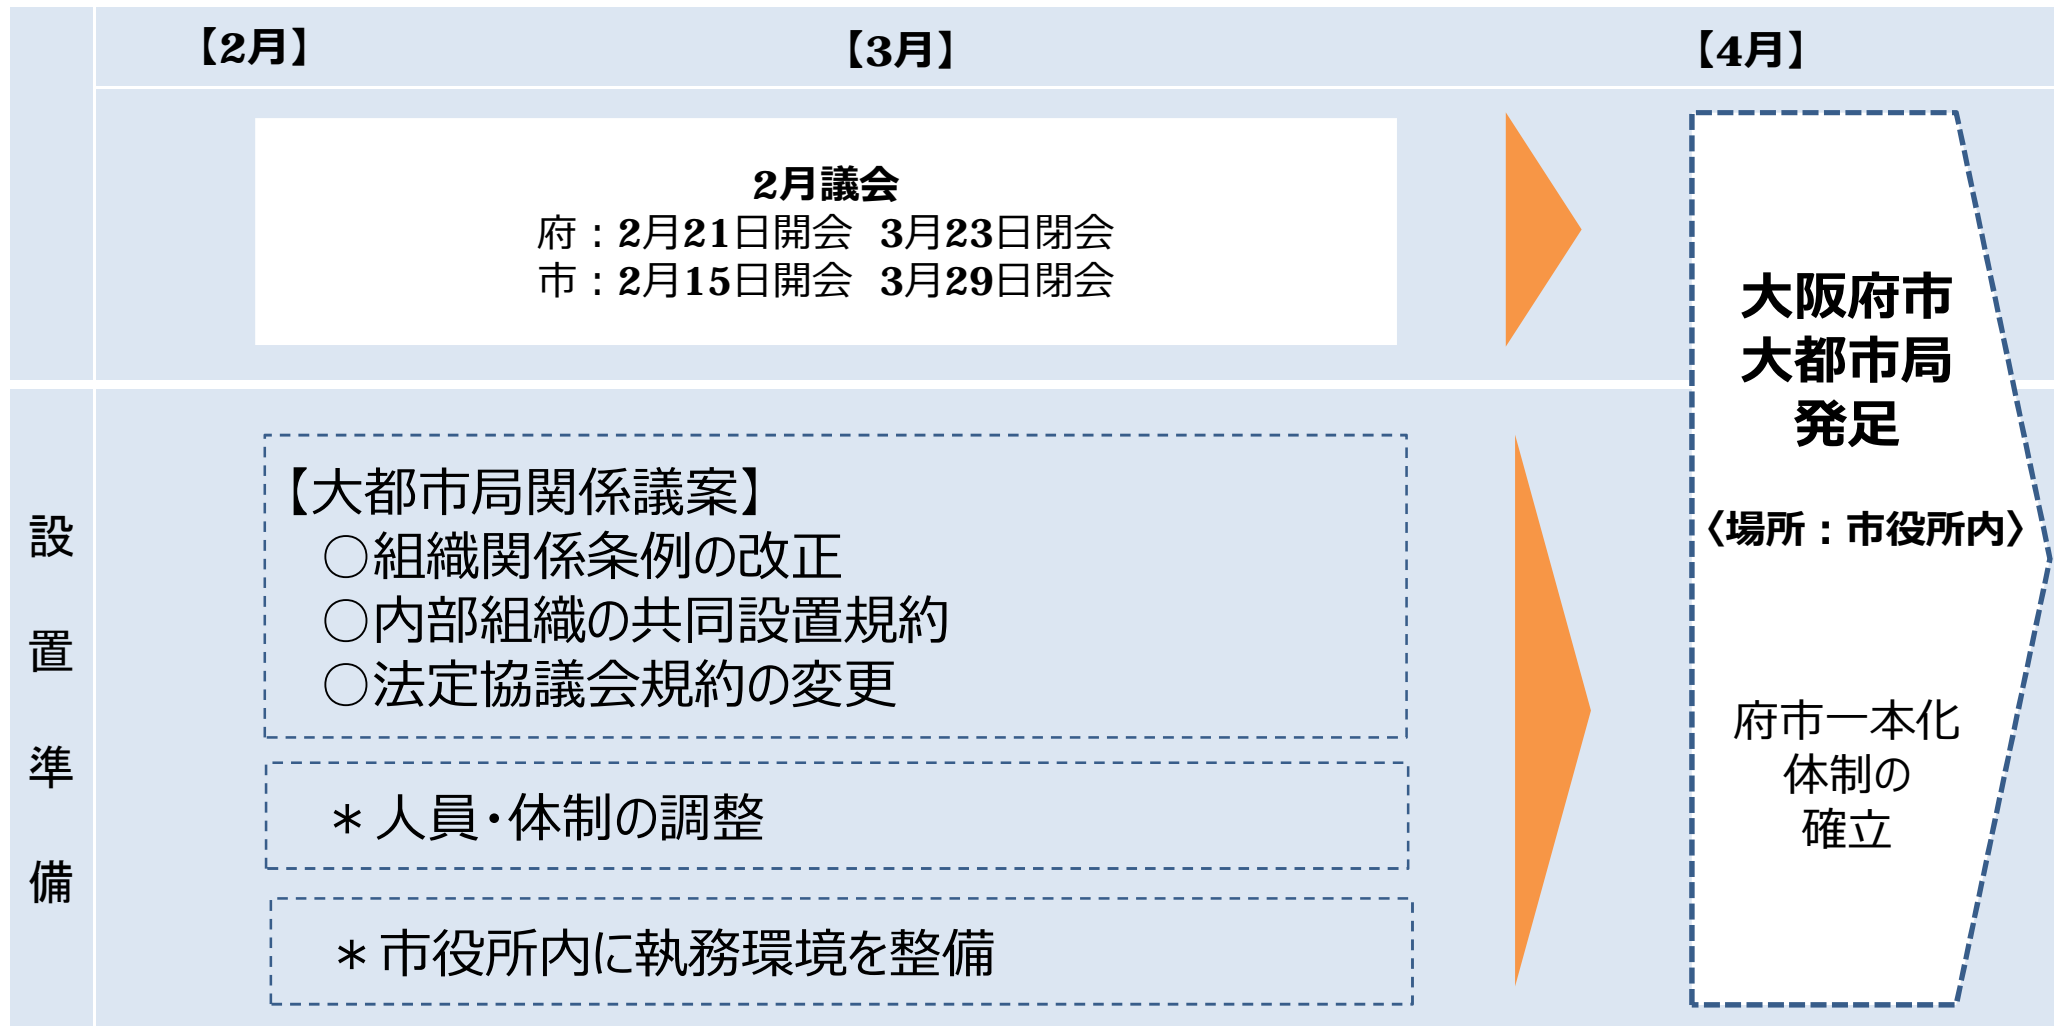 【2月】
【3月】
【4月】
2月議会
府：2月21日開会　3月23日閉会
市：2月15日開会　3月29日閉会
設置準備
【大都市局関係議案】
○組織関係条例の改正
○内部組織の共同設置規約
○法定協議会規約の変更
＊人員・体制の調整
＊市役所内に執務環境を整備
大阪府市
大都市局
発足
〈場所：市役所内〉
府市一本化
体制の
確立